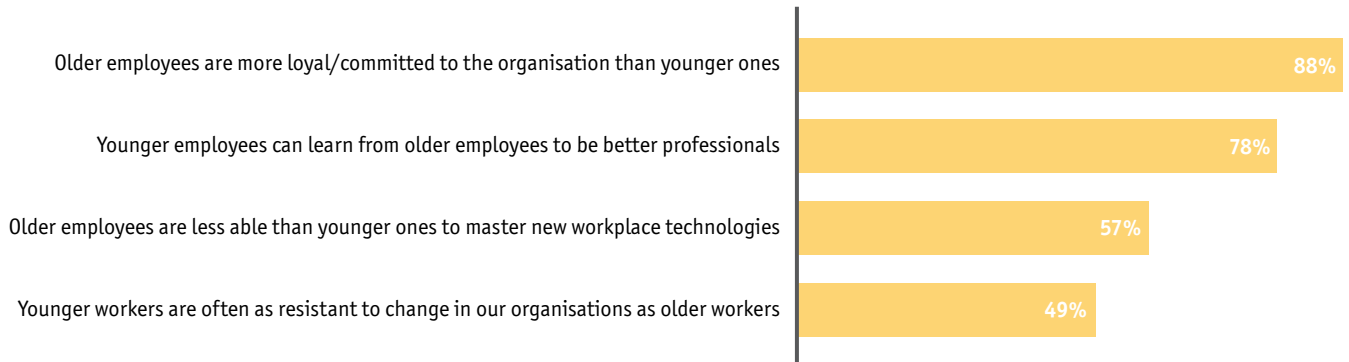 Older employees are more loyal/committed to the organisation than younger ones
88%
Younger employees can learn from older employees to be better professionals
78%
Older employees are less able than younger ones to master new workplace technologies
57%
Younger workers are often as resistant to change in our organisations as older workers
49%